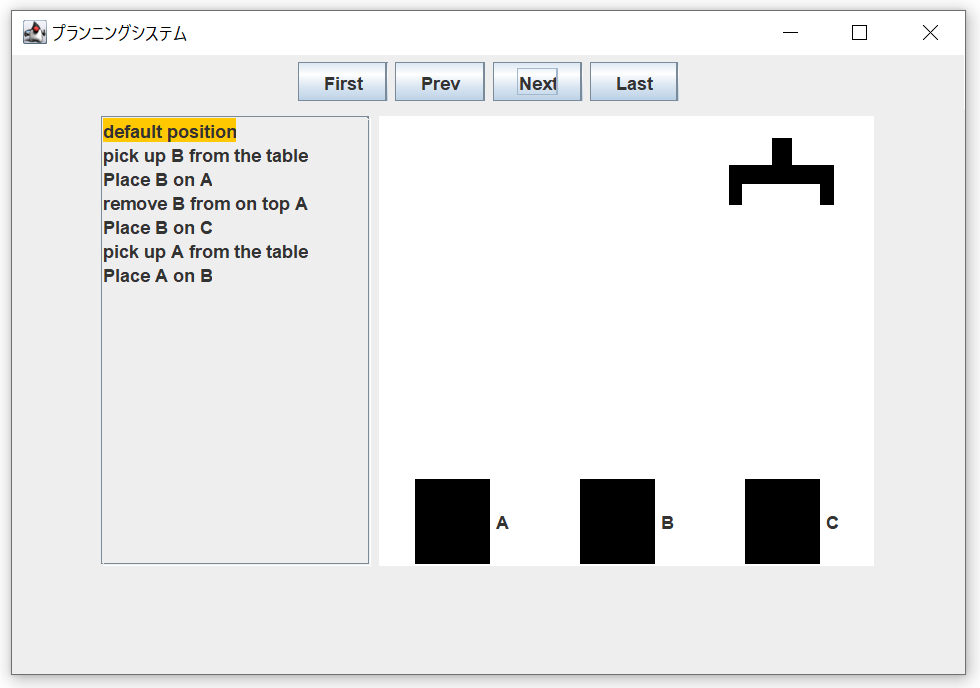 プランニングシステム
First Prev Next Last
default position
pick up B from the table
Place B on A
remove B from on top A
Place B on C
pick up A from the table
Place A on B
A B C